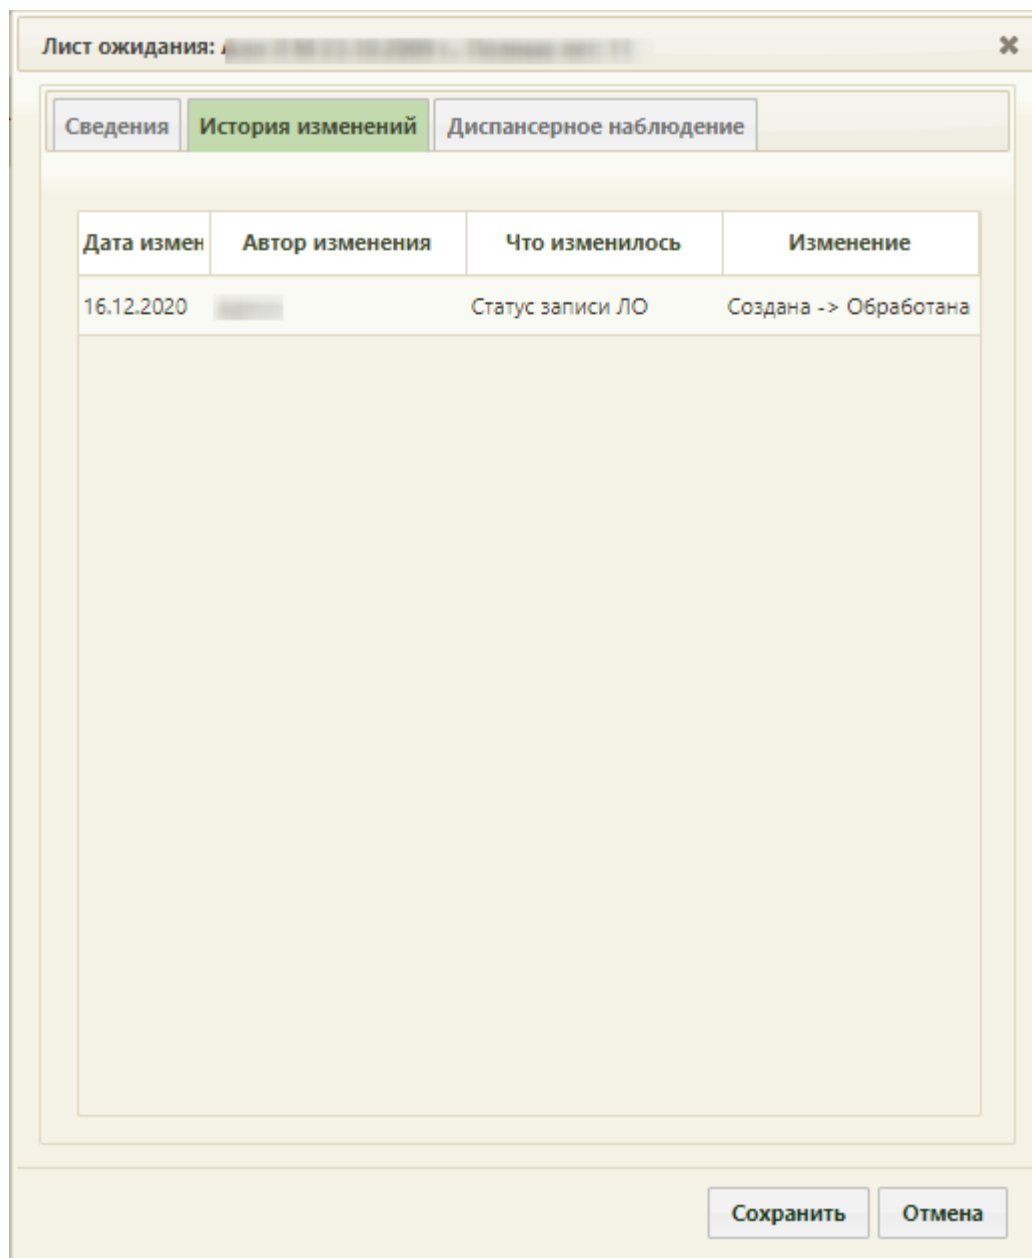 Лист ожидания:
Сведения История изменений Диспансерное наблюдение
Дата измен Автор изменения Что изменилось Изменение
16.12.2020 Статус записи ЛО Создана -> Обработана
Сохранить Отмена